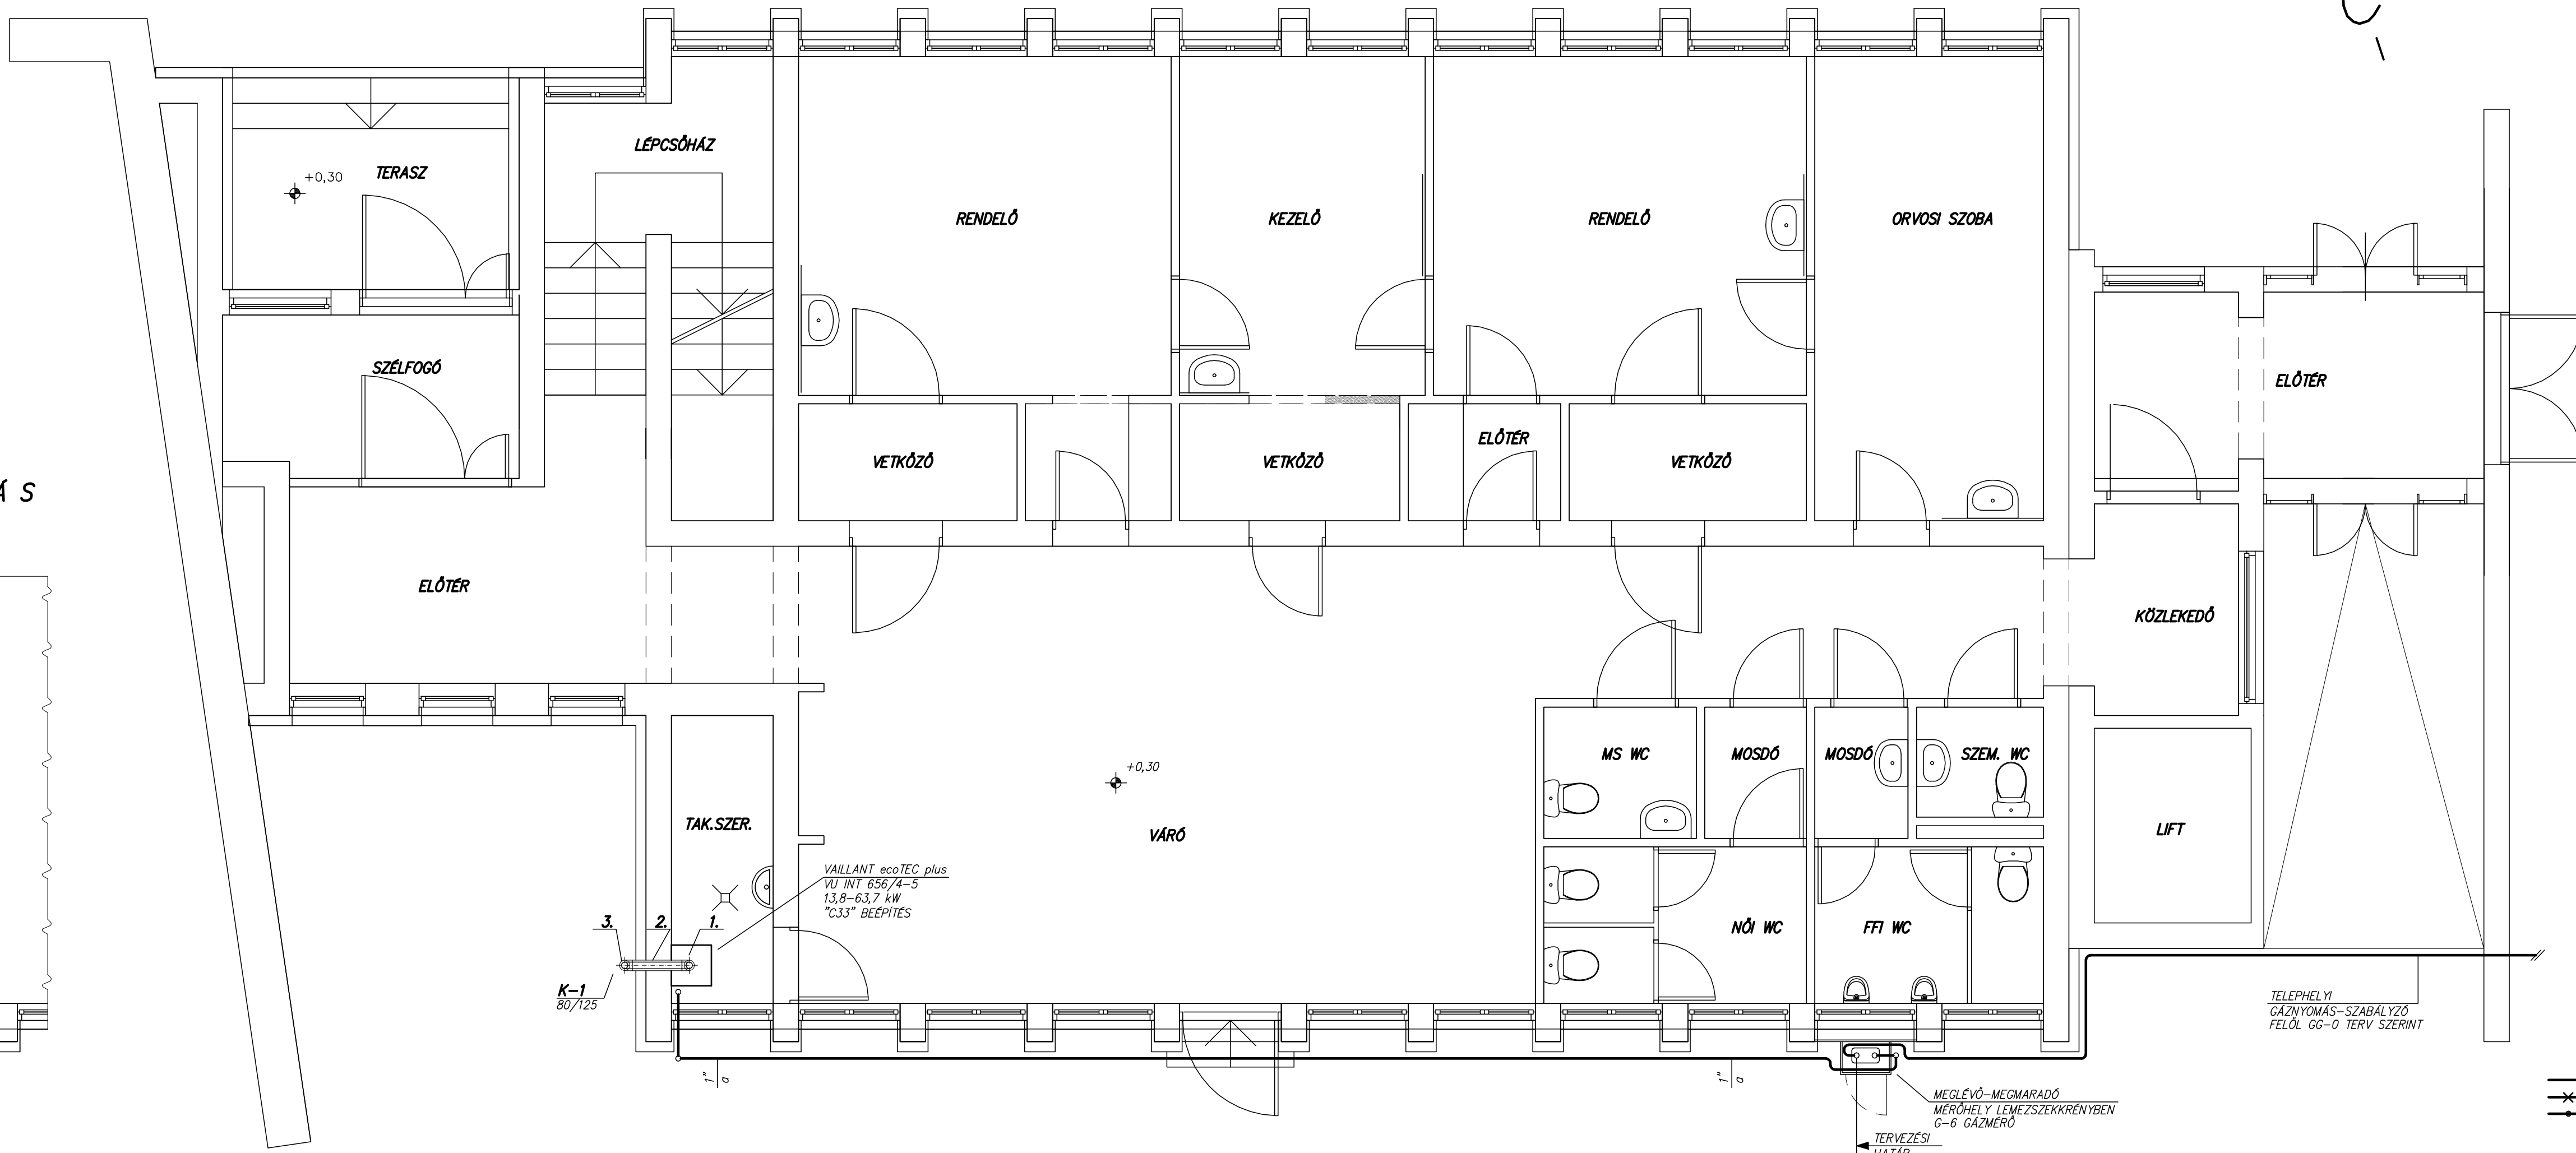 LÉPCSŐHÁZ
TERASZ
+0,30
RENDELŐ
KEZELŐ
RENDELŐ
ORVOSI SZOBA
SZÉLFOGÓ
ELŐTÉR
ELŐTÉR
VETKŐZŐ
VETKŐZŐ
VETKŐZŐ
Á S
ELŐTÉR
KÖZLEKEDŐ
MS WC
MOSDÓ
MOSDÓ
SZEM. WC
+0,30
TAK.SZER.
VÁRÓ
LIFT
VAILLANT ecoTEC plus
VU INT 656/4-5
13,8-63,7 kW
"C33" BEÉPÍTÉS
3.
2.
1.
NŐI WC
FFI WC
K-1
80/125
TELEPHELYI
GÁZNYOMÁS-SZABÁLYZÓ
FELŐL GG-0 TERV SZERINT
1"
a
1"
a
MEGLÉVŐ-MEGMARADÓ
MÉRŐHELY LEMEZSZEKKRÉNYBEN
G-6 GÁZMÉRŐ
TERVEZÉSI
HATÁR